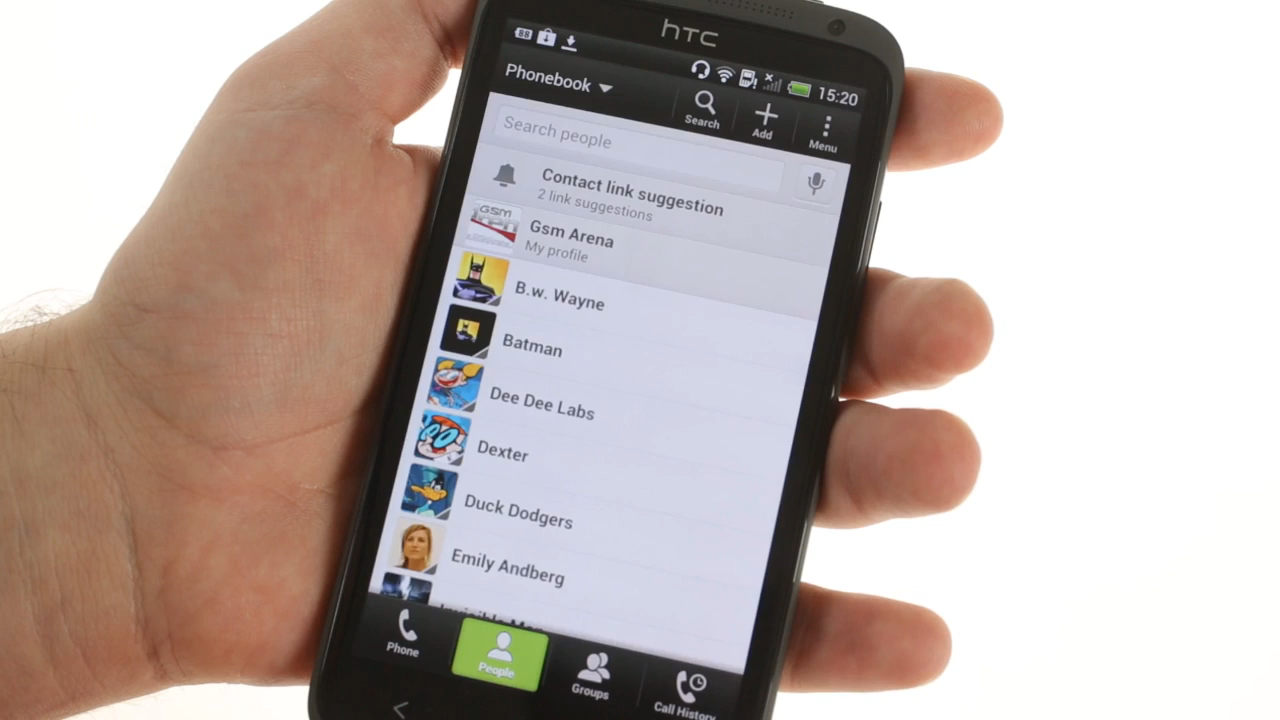 hTC
88
15:20
Phonebook
Search
Add
Menu
Search people
Contact link suggestion
2 link suggestions
GSM
Gsm Arena
My profile
B.w. Wayne
Batman
Dee Dee Labs
Dexter
Duck Dodgers
Emily Andberg
Phone
People
Groups
Call History